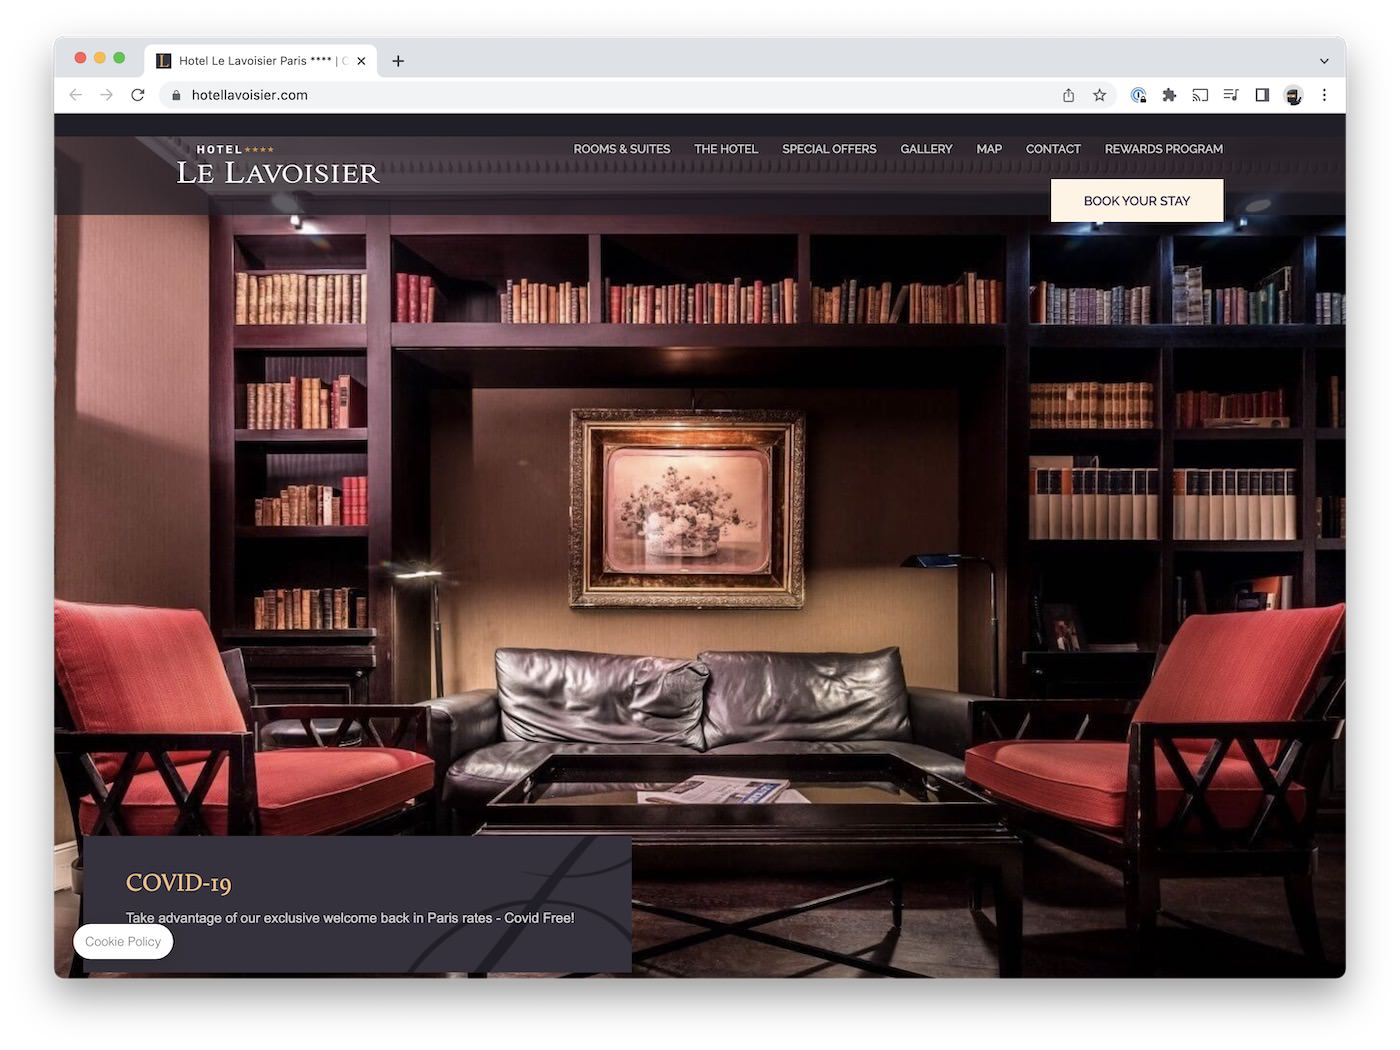 Hotel Le Lavoisier Paris **** |
hotellavoisier.com
HOTEL****
LE LAVOISIER
ROOMS & SUITES THE HOTEL SPECIAL OFFERS GALLERY MAP CONTACT REWARDS PROGRAM
BOOK YOUR STAY
COVID-19
Take advantage of our exclusive welcome back in Paris rates - Covid Free!
Cookie Policy